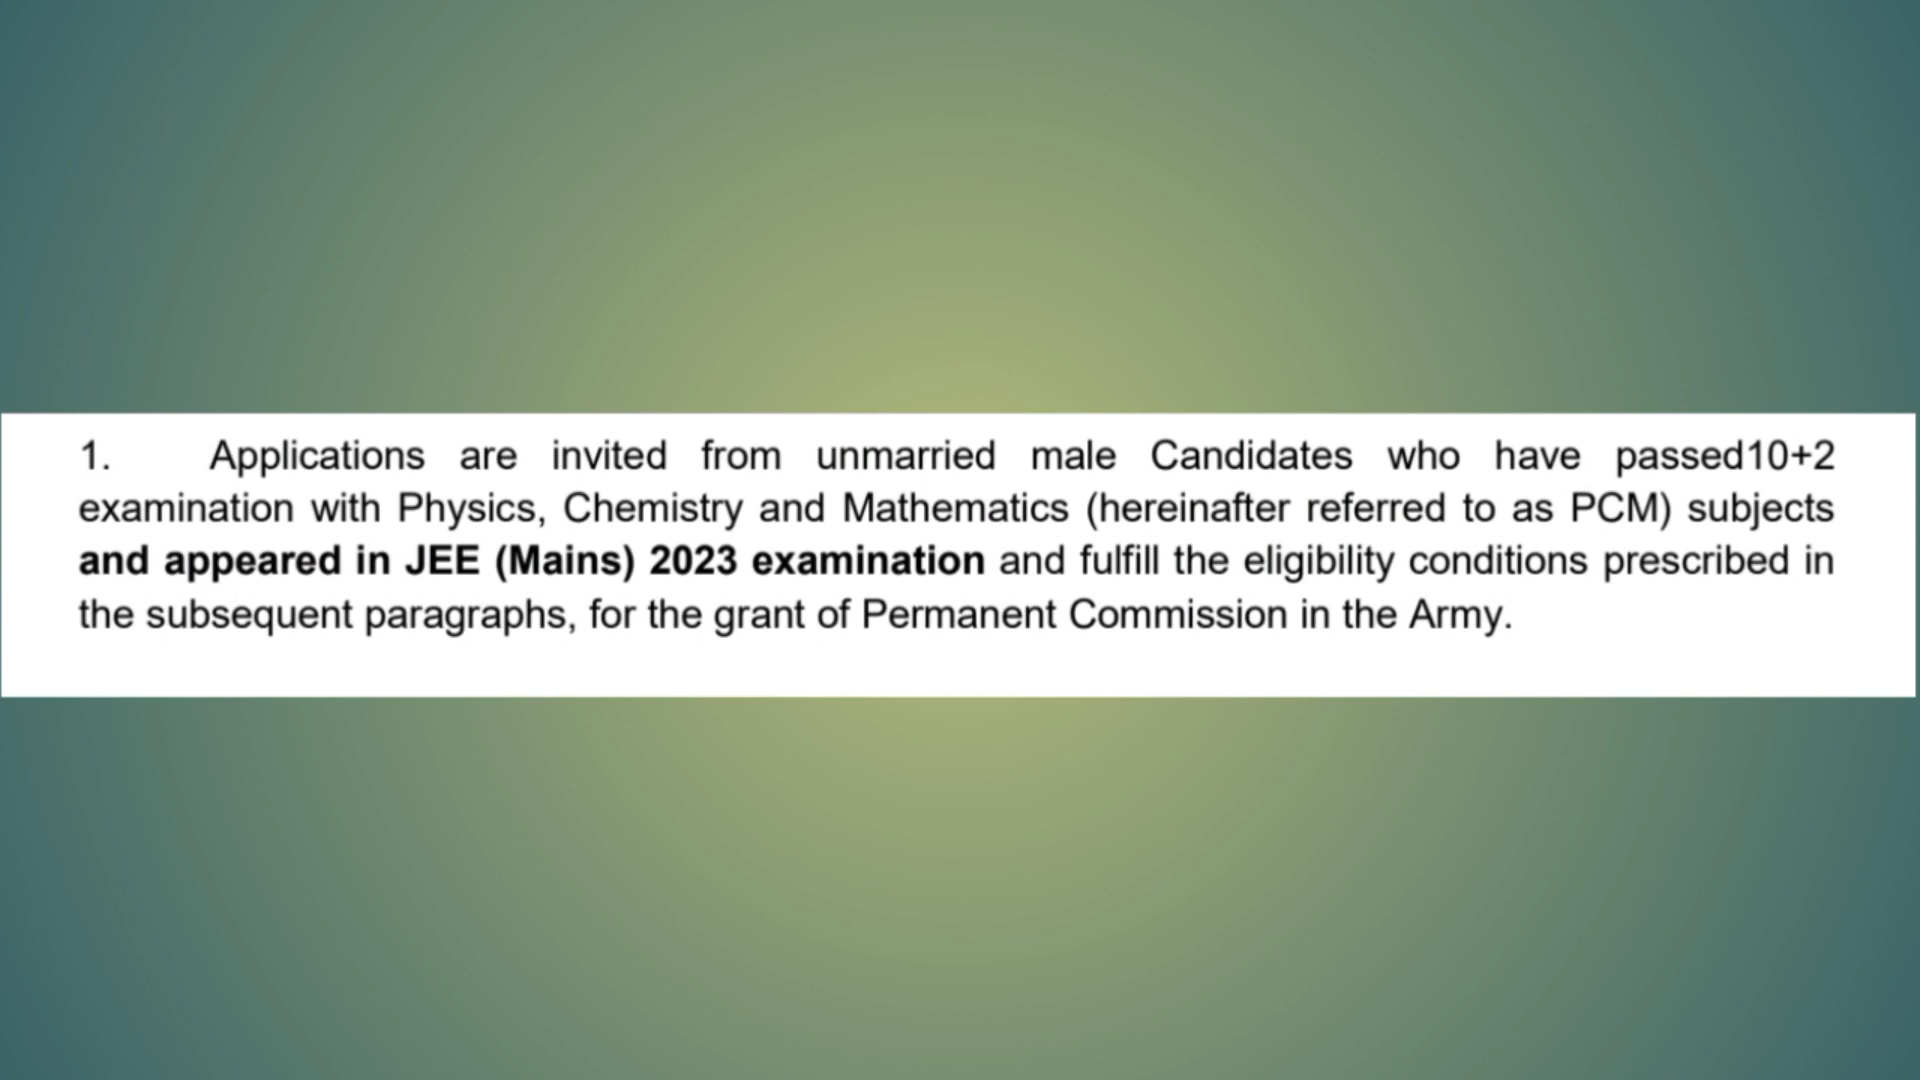 1. Applications are invited from unmarried male Candidates who have passed10+2
examination with Physics, Chemistry and Mathematics (hereinafter referred to as PCM) subjects
and appeared in JEE (Mains) 2023 examination and fulfill the eligibility conditions prescribed in
the subsequent paragraphs, for the grant of Permanent Commission in the Army.